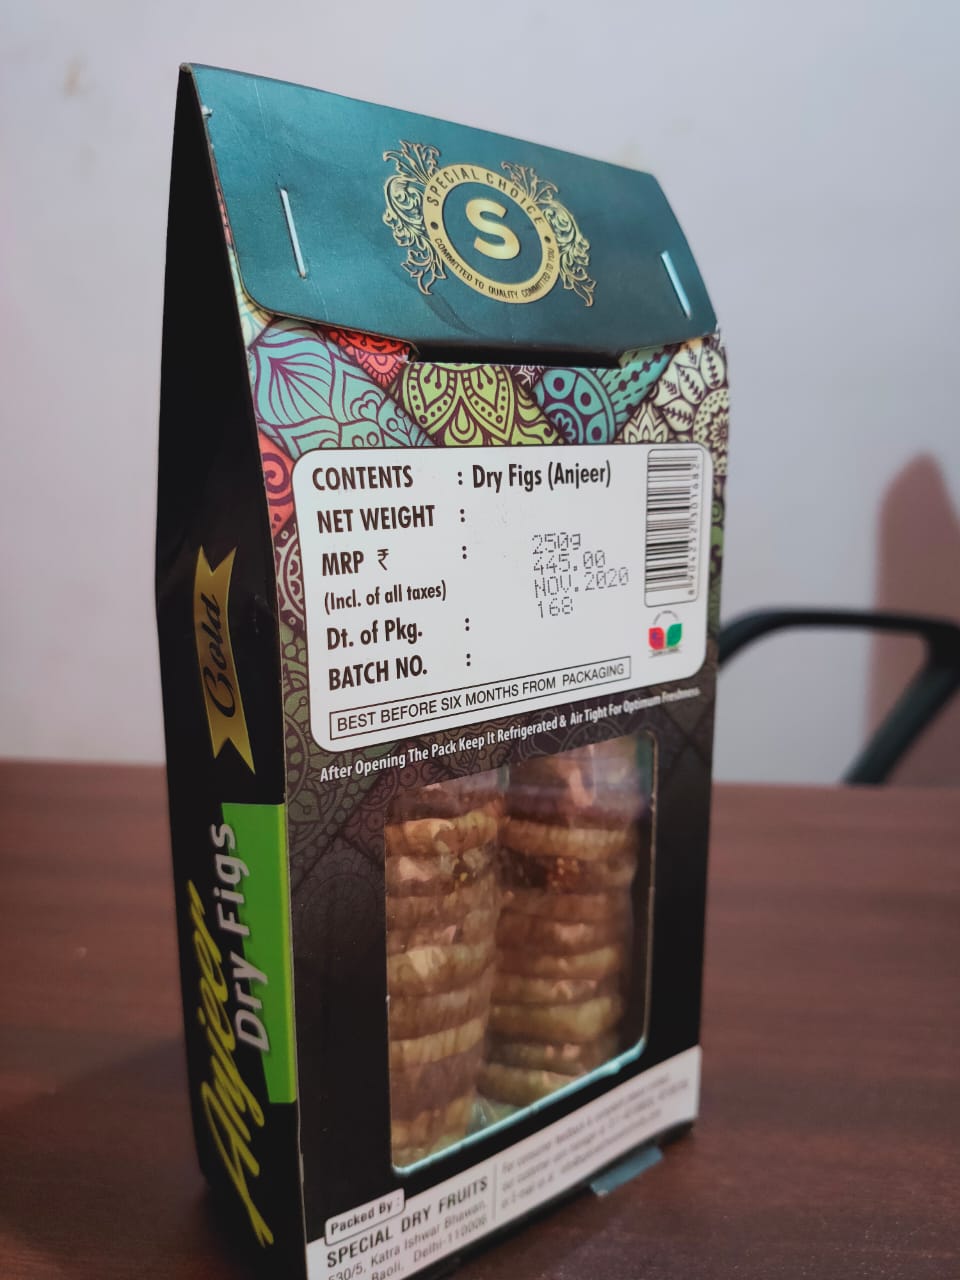 SPECIAL CHOICE
S
COMMITTED TO QUALITY, COMMITTED TO YOU
CONTENTS : Dry Figs (Anjeer)
NET WEIGHT : 250g
MRP ₹ : 445.00
(Incl. of all taxes)
Dt. of Pkg. : NOV.2020
BATCH NO. : 168
BEST BEFORE SIX MONTHS FROM PACKAGING
After Opening The Pack Keep It Refrigerated & Air Tight For Optimum Freshness.
Gold
Anjeer
Dry Figs
Packed By :
SPECIAL DRY FRUITS
530/5, Katra Ishwar Bhawan,
Baoli, Delhi-110006